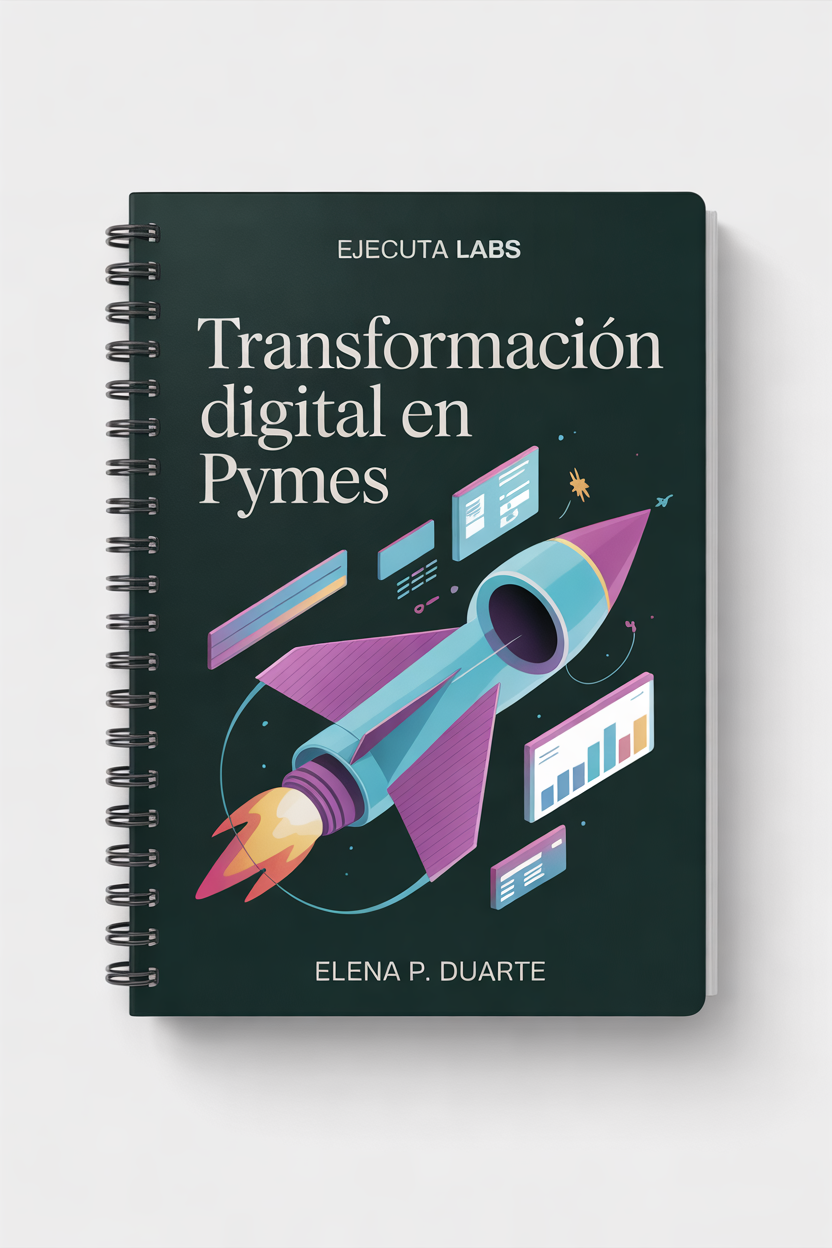 EJECUTA LABS
Transformación
digital en
Pymes
ELENA P. DUARTE